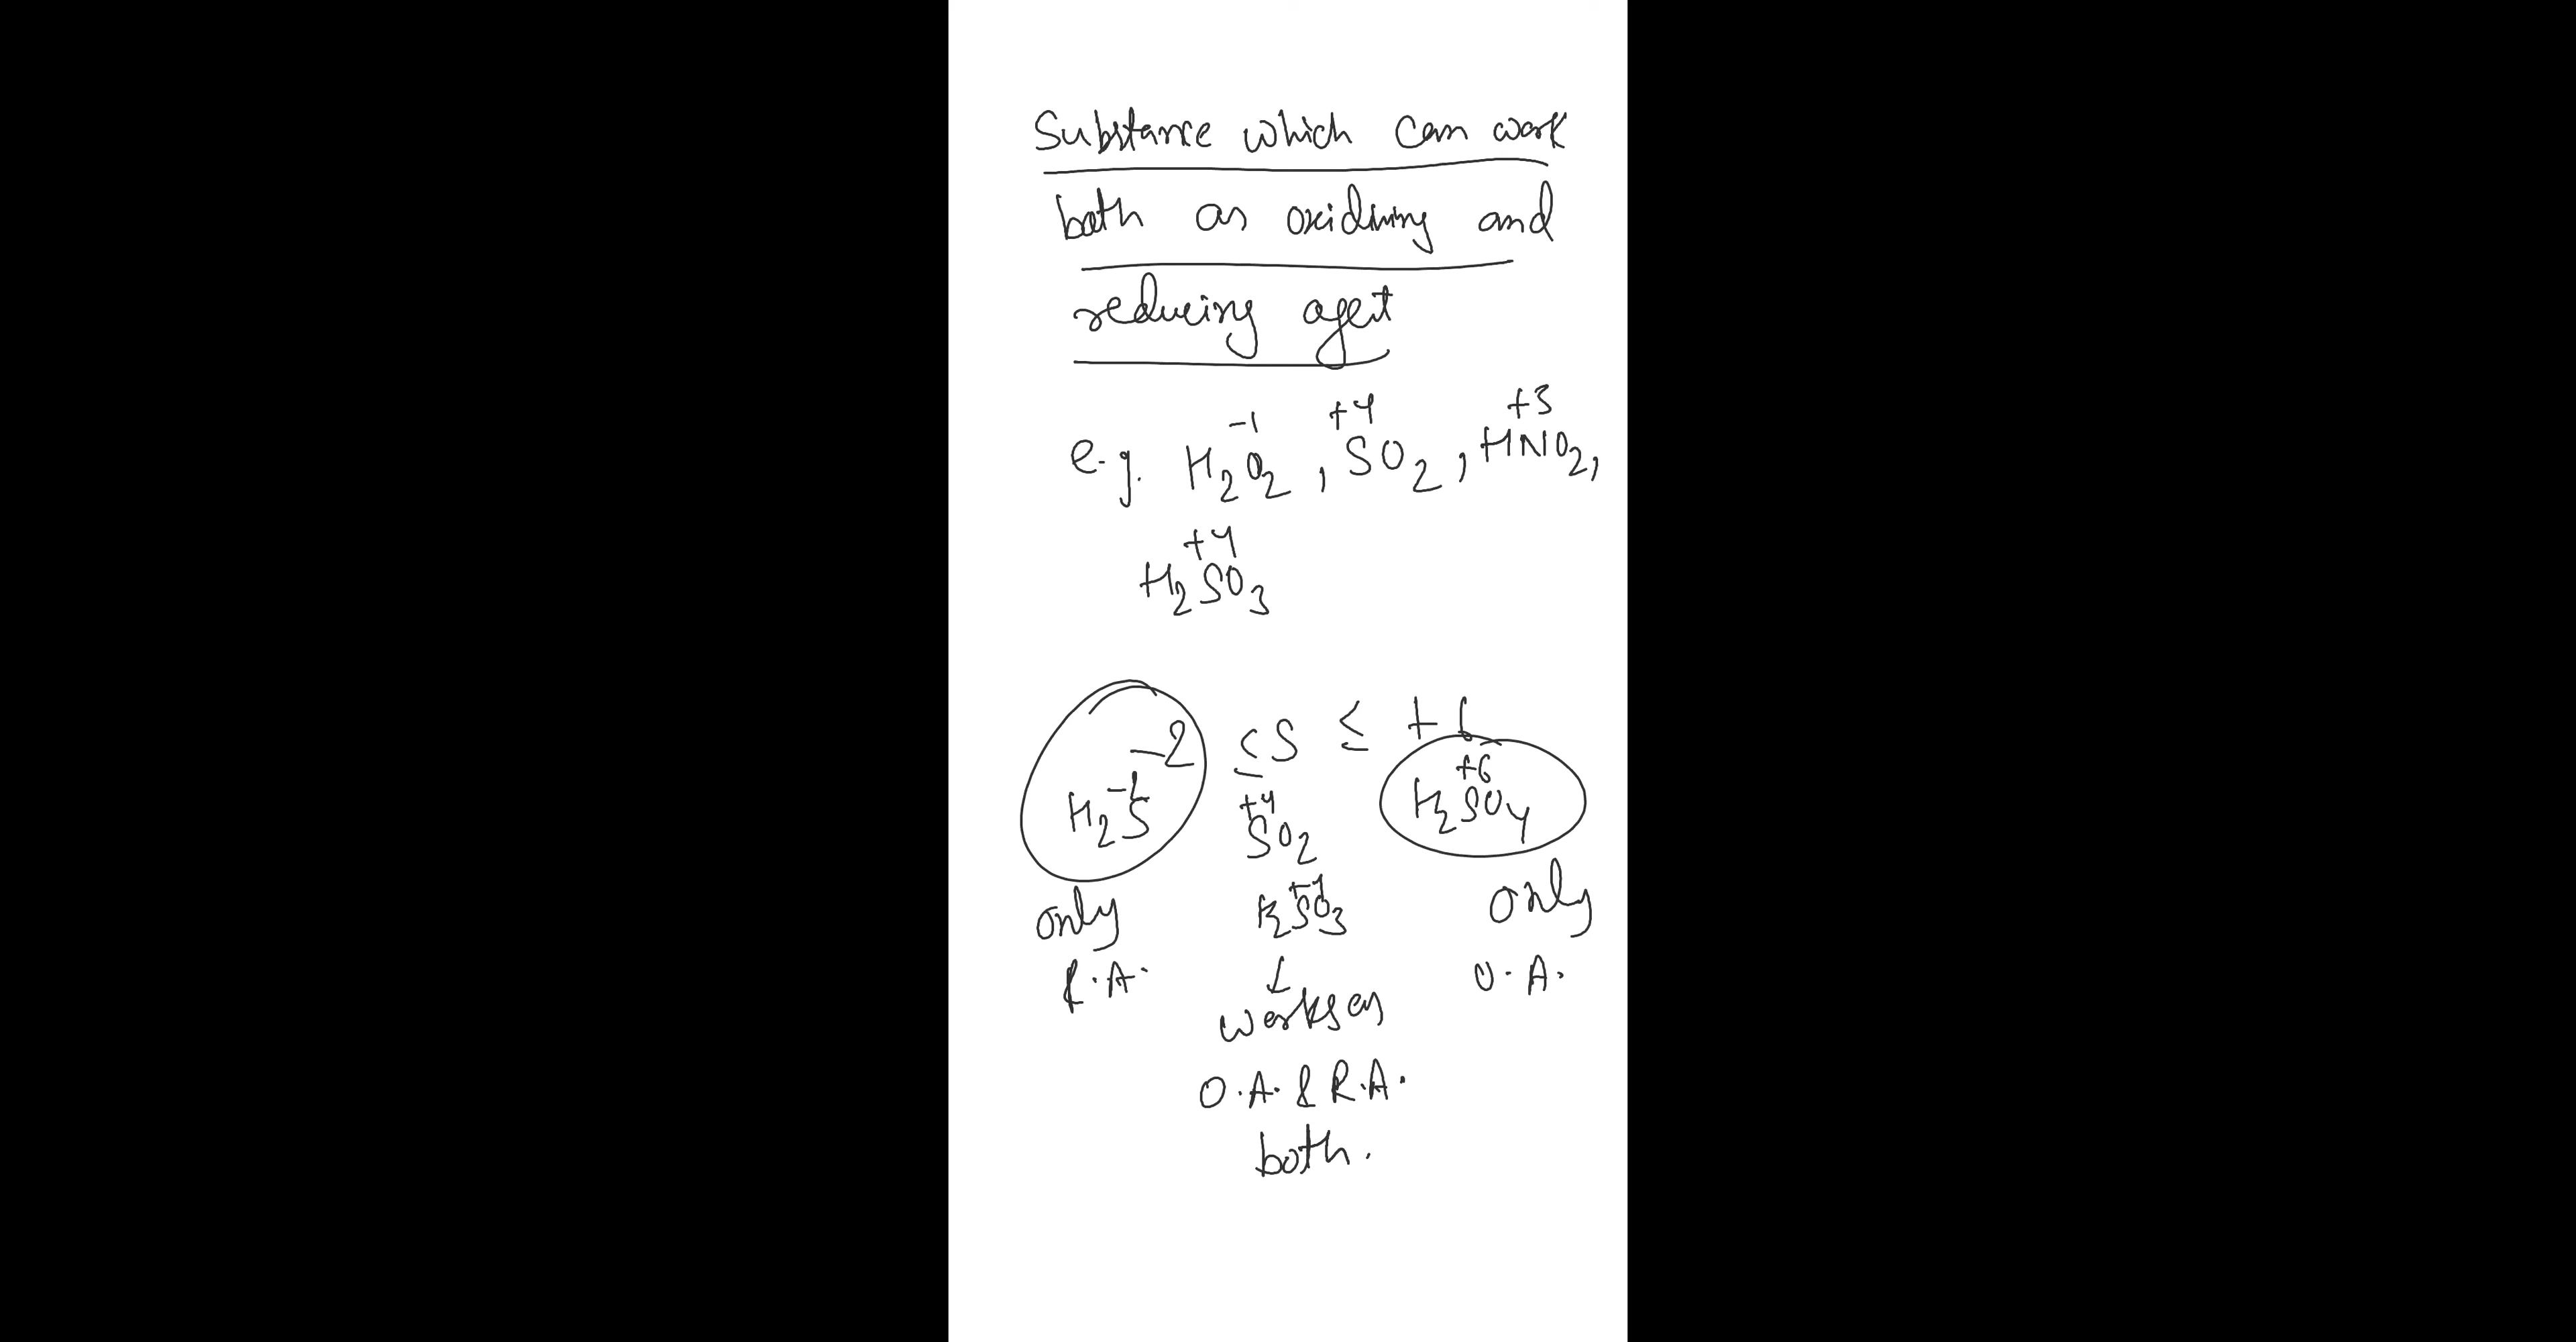 Substance which can work
both as oxidizing and
reducing agent
-1 +4 +3
e.g. H2O2, SO2, HNO2,
+4
H2SO3
-2 ≤ S ≤ +6
-2 +4 +6
H2S SO2 H2SO4
+4
only H2SO3 only
R.A. ↓ O.A.
works as
O.A. & R.A.
both.